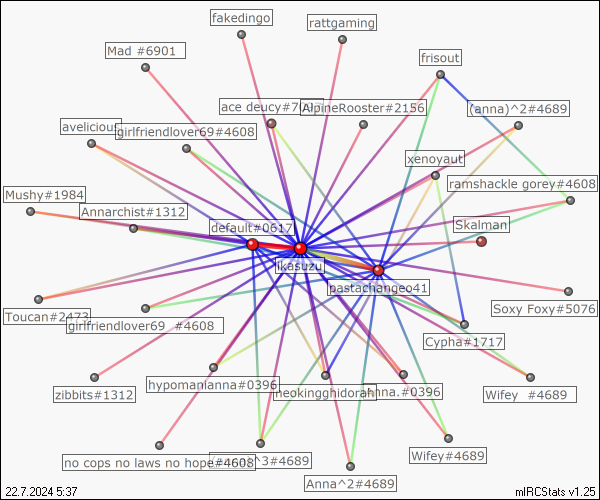 fakedingo
rattgaming
Mad #6901
frisout
ace deucy
AlpineRooster#2156
(anna)^2#4689
avelicious
girlfriendlover69#4608
xenoyaut
ramshackle gorey#4608
Mushy#1984
Annarchist#1312
default#0617
Skalman
ikasuzu
pastachangeo41
Toucan#2473
girlfriendlover69 #4608
Soxy Foxy#5076
Cypha#1717
zibbits#1312
hypomanianna#0396
neokingghidorah
Anna.#0396
Wifey #4689
no cops no laws no hope#4608
^3#4689
Wifey#4689
Anna^2#4689
22.7.2024 5:37
mIRCStats v1.25